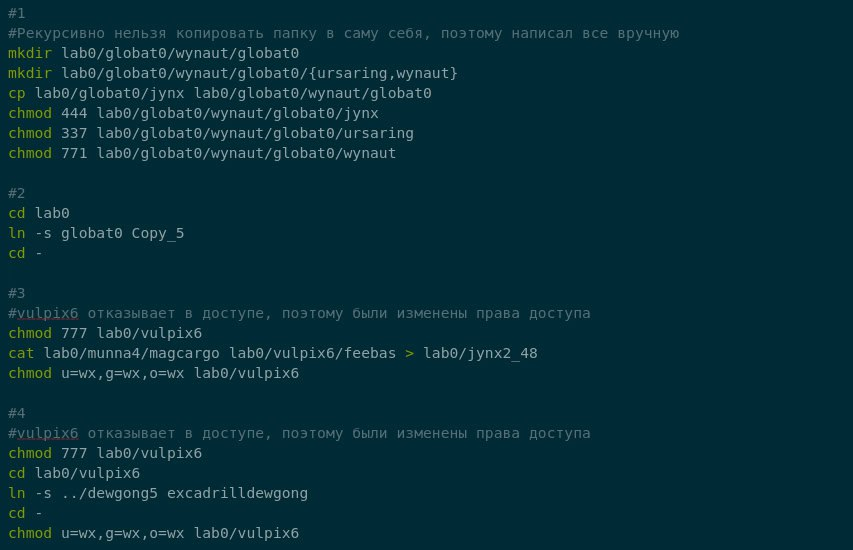 #1
#Рекурсивно нельзя копировать папку в саму себя, поэтому написал все вручную
mkdir lab0/globat0/wynaut/globat0
mkdir lab0/globat0/wynaut/globat0/{ursaring,wynaut}
cp lab0/globat0/jynx lab0/globat0/wynaut/globat0
chmod 444 lab0/globat0/wynaut/globat0/jynx
chmod 337 lab0/globat0/wynaut/globat0/ursaring
chmod 771 lab0/globat0/wynaut/globat0/wynaut
#2
cd lab0
ln -s globat0 Copy_5
cd -
#3
#vulpix6 отказывает в доступе, поэтому были изменены права доступа
chmod 777 lab0/vulpix6
cat lab0/munna4/magcargo lab0/vulpix6/feebas > lab0/jynx2_48
chmod u=wx,g=wx,o=wx lab0/vulpix6
#4
#vulpix6 отказывает в доступе, поэтому были изменены права доступа
chmod 777 lab0/vulpix6
cd lab0/vulpix6
ln -s ../dewgong5 excadrilldewgong
cd -
chmod u=wx,g=wx,o=wx lab0/vulpix6